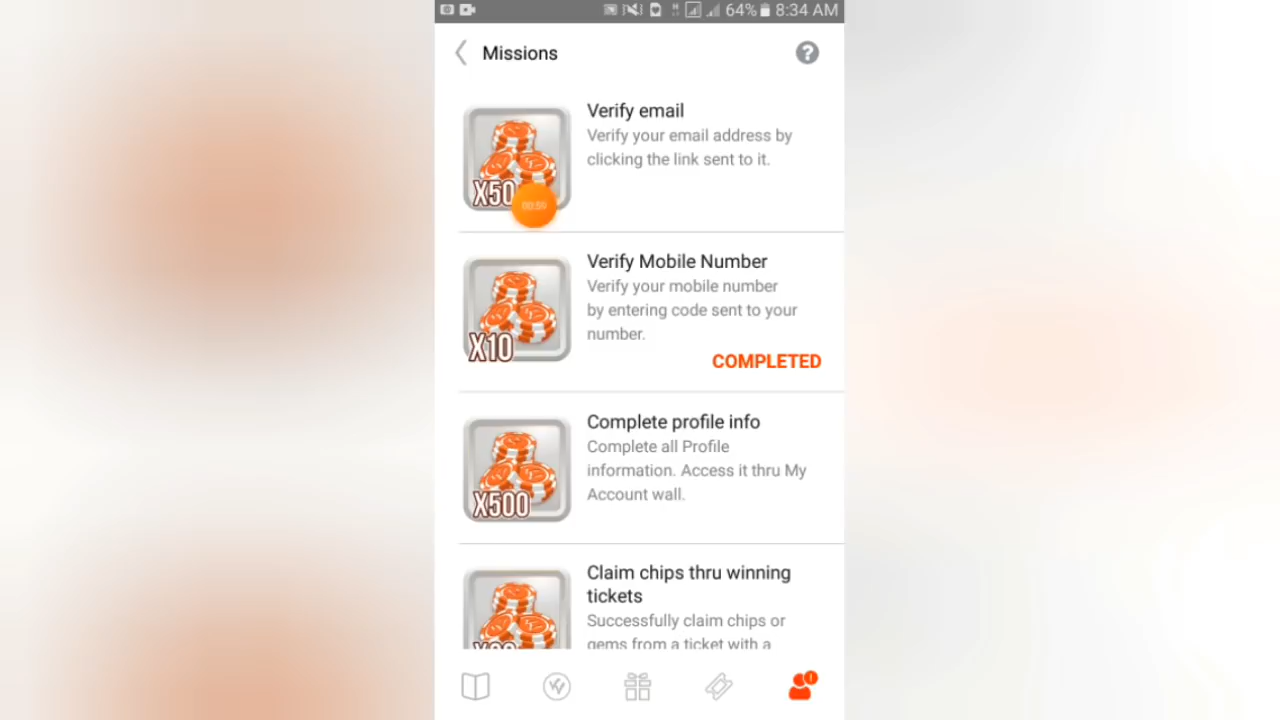 64% 8:34 AM
Missions
?
Verify email
Verify your email address by
clicking the link sent to it.
X50
00:59
Verify Mobile Number
Verify your mobile number
by entering code sent to your
number.
X10
COMPLETED
Complete profile info
Complete all Profile
information. Access it thru My
Account wall.
X500
Claim chips thru winning
tickets
Successfully claim chips or
gems from a ticket with a